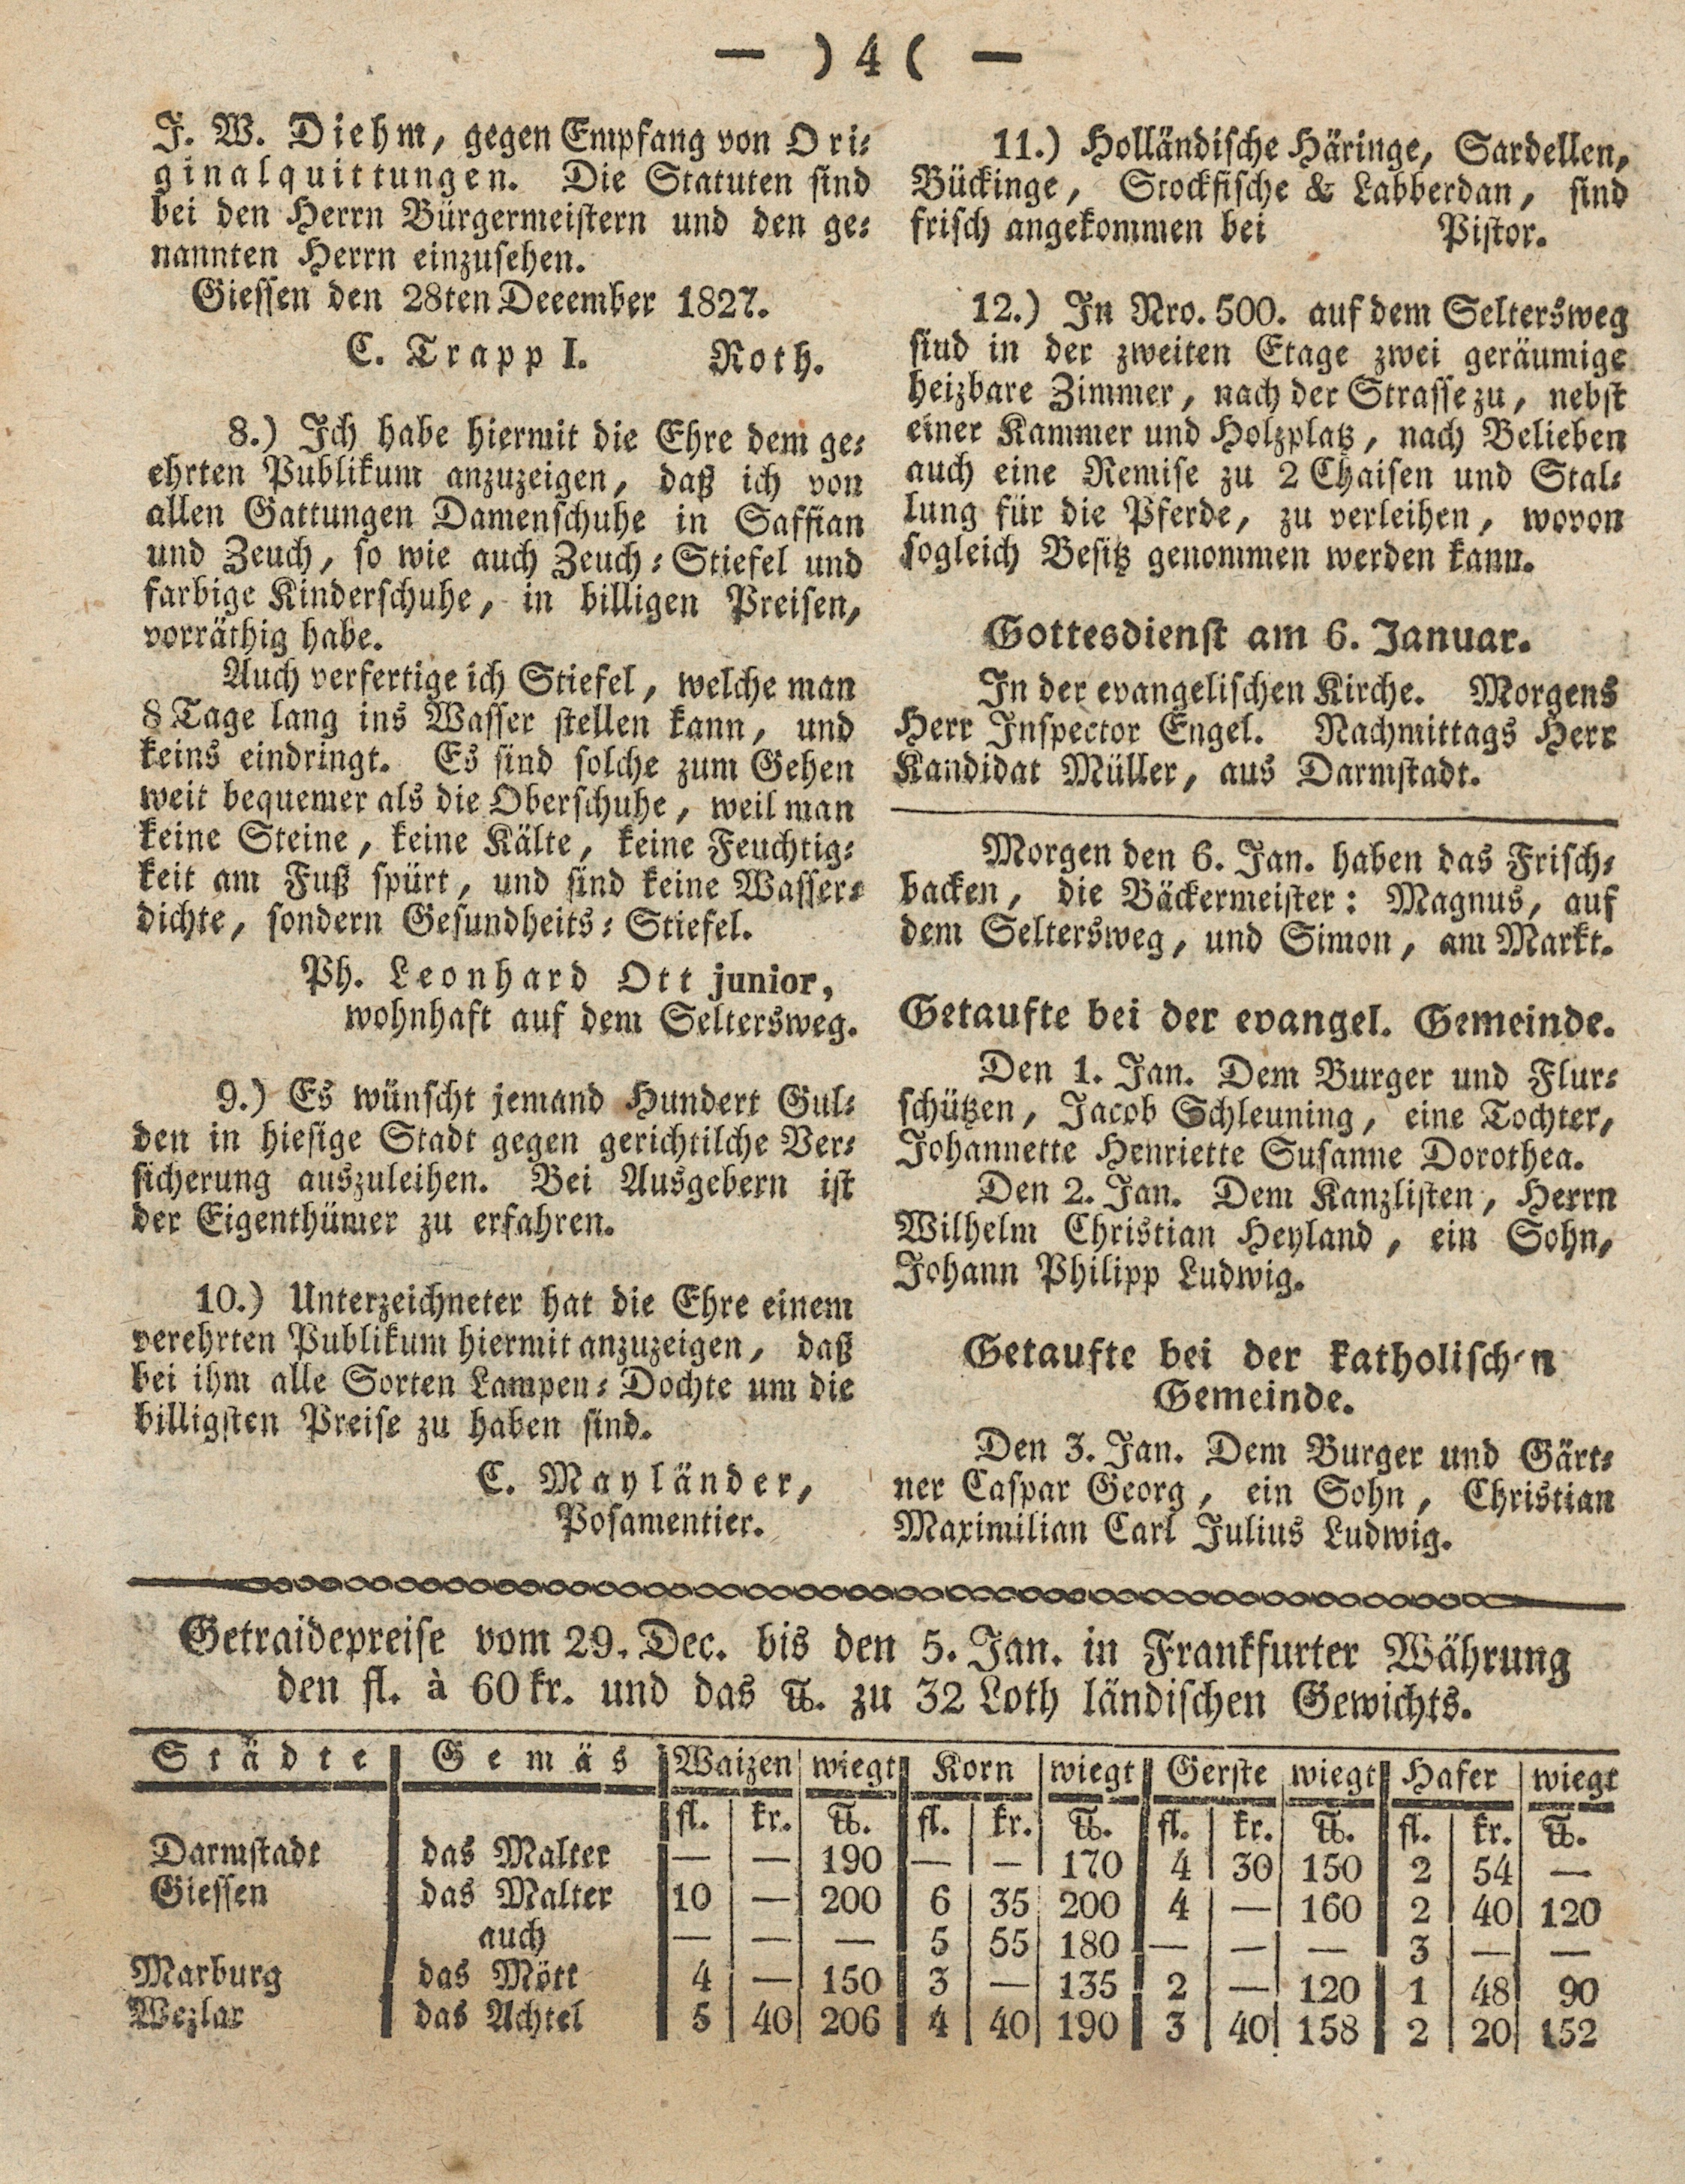 — ) 4 ( —
J. W. Diehm, gegen Empfang von Ori⸗
ginalquittungen. Die Statuten sind
bei den Herrn Bürgermeistern und den ge⸗
nannten Herrn einzusehen.
Giessen den 28ten Deeember 1827.
C. Trapp I. Roth.
8.) Ich habe hiermit die Ehre dem ge⸗
ehrten Publikum anzuzeigen, daß ich von
allen Gattungen Damenschuhe in Saffian
und Zeuch, so wie auch Zeuch⸗Stiefel und
farbige Kinderschuhe, in billigen Preisen,
vorräthig habe.
Auch verfertige ich Stiefel, welche man
8 Tage lang ins Wasser stellen kann, und
keins eindringt. Es sind solche zum Gehen
weit bequemer als die Oberschuhe, weil man
keine Steine, keine Kälte, keine Feuchtig⸗
keit am Fuß spürt, und sind keine Wasser⸗
dichte, sondern Gesundheits⸗Stiefel.
Ph. Leonhard Ott junior,
wohnhaft auf dem Seltersweg.
9.) Es wünscht jemand Hundert Gul⸗
den in hiesige Stadt gegen gerichtilche Ver⸗
sicherung auszuleihen. Bei Ausgebern ist
der Eigenthümer zu erfahren.
10.) Unterzeichneter hat die Ehre einem
verehrten Publikum hiermit anzuzeigen, daß
bei ihm alle Sorten Lampen⸗Dochte um die
billigsten Preise zu haben sind.
C. Mayländer,
Posamentier.
11.) Holländische Häringe, Sardellen,
Bückinge, Stockfische & Labberdan, sind
frisch angekommen bei Pistor.
12.) In Nro. 500. auf dem Seltersweg
sind in der zweiten Etage zwei geräumige
heizbare Zimmer, nach der Strasse zu, nebst
einer Kammer und Holzplatz, nach Belieben
auch eine Remise zu 2 Chaisen und Stal⸗
lung für die Pferde, zu verleihen, wovon
sogleich Besitz genommen werden kann.
Gottesdienst am 6. Januar.
In der evangelischen Kirche. Morgens
Herr Inspector Engel. Nachmittags Herr
Kandidat Müller, aus Darmstadt.
Morgen den 6. Jan. haben das Frisch⸗
backen, die Bäckermeister: Magnus, auf
dem Seltersweg, und Simon, am Markt.
Getaufte bei der evangel. Gemeinde.
Den 1. Jan. Dem Burger und Flur⸗
schützen, Jacob Schleuning, eine Tochter,
Johannette Henriette Susanne Dorothea.
Den 2. Jan. Dem Kanzlisten, Herrn
Wilhelm Christian Heyland, ein Sohn,
Johann Philipp Ludwig.
Getaufte bei der katholisch'n
Gemeinde.
Den 3. Jan. Dem Burger und Gärt⸗
ner Caspar Georg, ein Sohn, Christian
Maximilian Carl Julius Ludwig.
Getraidepreise vom 29. Dec. bis den 5. Jan. in Frankfurter Währung
den fl. à 60 kr. und das ℔. zu 32 Loth ländischen Gewichts.
Städte Gemäs Waizen wiegt Korn wiegt Gerste wiegt Hafer wiegt
fl. kr. ℔. fl. kr. ℔. fl. kr. ℔. fl. kr. ℔.
Darmstadt das Malter — — 190 — — 170 4 30 150 2 54 —
Giessen das Malter 10 — 200 6 35 200 4 — 160 2 40 120
auch — — — 5 55 180 — — — 3 — —
Marburg das Mött 4 — 150 3 — 135 2 — 120 1 48 90
Wezlar das Achtel 5 40 206 4 40 190 3 40 158 2 20 152